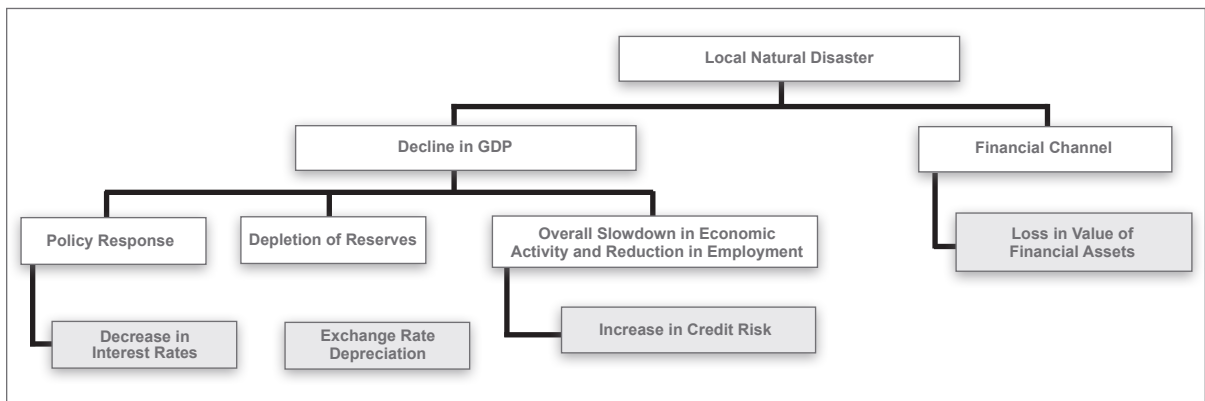 Local Natural Disaster
Decline in GDP
Financial Channel
Policy Response
Depletion of Reserves
Overall Slowdown in Economic
Activity and Reduction in Employment
Loss in Value of
Financial Assets
Decrease in
Interest Rates
Exchange Rate
Depreciation
Increase in Credit Risk